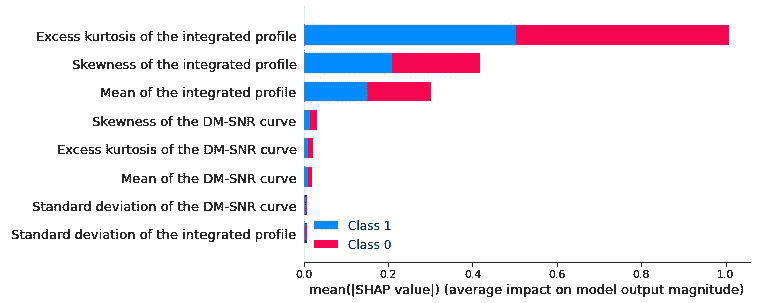 Excess kurtosis of the integrated profile
Skewness of the integrated profile
Mean of the integrated profile
Skewness of the DM-SNR curve
Excess kurtosis of the DM-SNR curve
Mean of the DM-SNR curve
Standard deviation of the DM-SNR curve
Standard deviation of the integrated profile
Class 1
Class 0
0.0 0.2 0.4 0.6 0.8 1.0
mean(|SHAP value|) (average impact on model output magnitude)